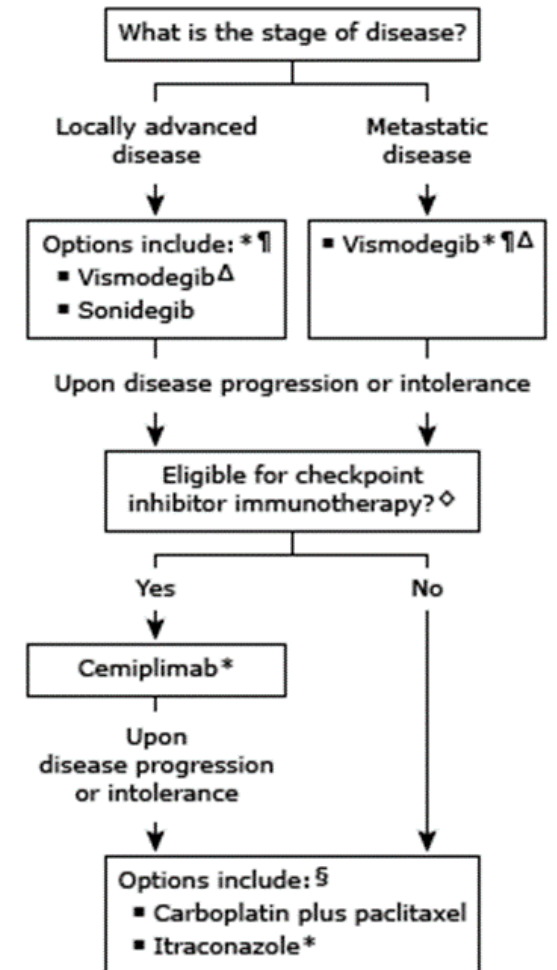 What is the stage of disease?
Locally advanced
disease
Metastatic
disease
Options include: *¶
▪ VismodegibΔ
▪ Sonidegib
▪ Vismodegib*¶Δ
Upon disease progression or intolerance
Eligible for checkpoint
inhibitor immunotherapy?◇
Yes
No
Cemiplimab*
Upon
disease progression
or intolerance
Options include:§
▪ Carboplatin plus paclitaxel
▪ Itraconazole*